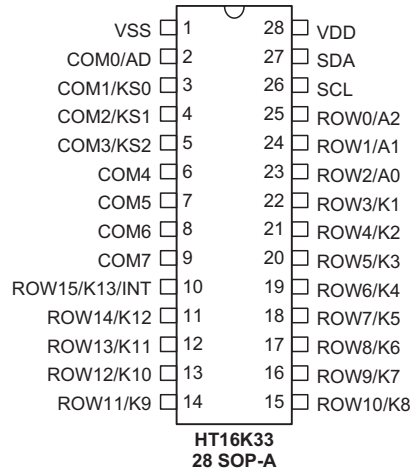 VSS 1 28 VDD
COM0/AD 2 27 SDA
COM1/KS0 3 26 SCL
COM2/KS1 4 25 ROW0/A2
COM3/KS2 5 24 ROW1/A1
COM4 6 23 ROW2/A0
COM5 7 22 ROW3/K1
COM6 8 21 ROW4/K2
COM7 9 20 ROW5/K3
ROW15/K13/INT 10 19 ROW6/K4
ROW14/K12 11 18 ROW7/K5
ROW13/K11 12 17 ROW8/K6
ROW12/K10 13 16 ROW9/K7
ROW11/K9 14 15 ROW10/K8
HT16K33
28 SOP-A